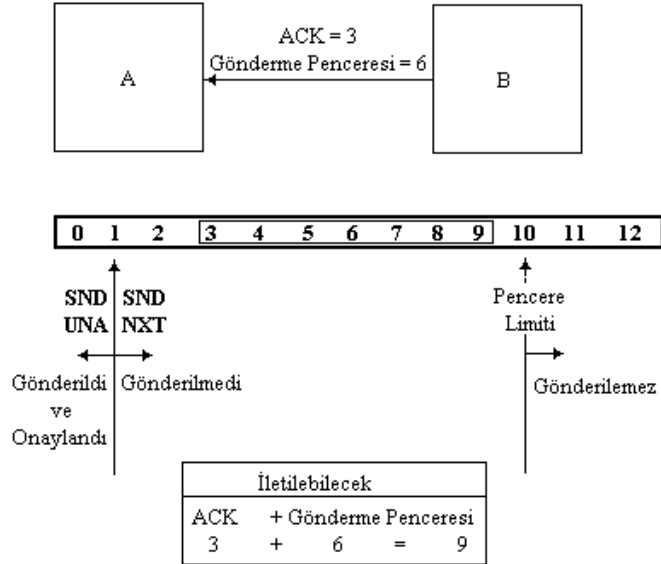 A
ACK = 3
Gönderme Penceresi = 6
B
0 1 2 3 4 5 6 7 8 9 10 11 12
SND SND
UNA NXT
Pencere
Limiti
Gönderildi
ve
Onaylandı
Gönderilmedi
Gönderilemez
İletilebilecek
ACK + Gönderme Penceresi
3 + 6 = 9